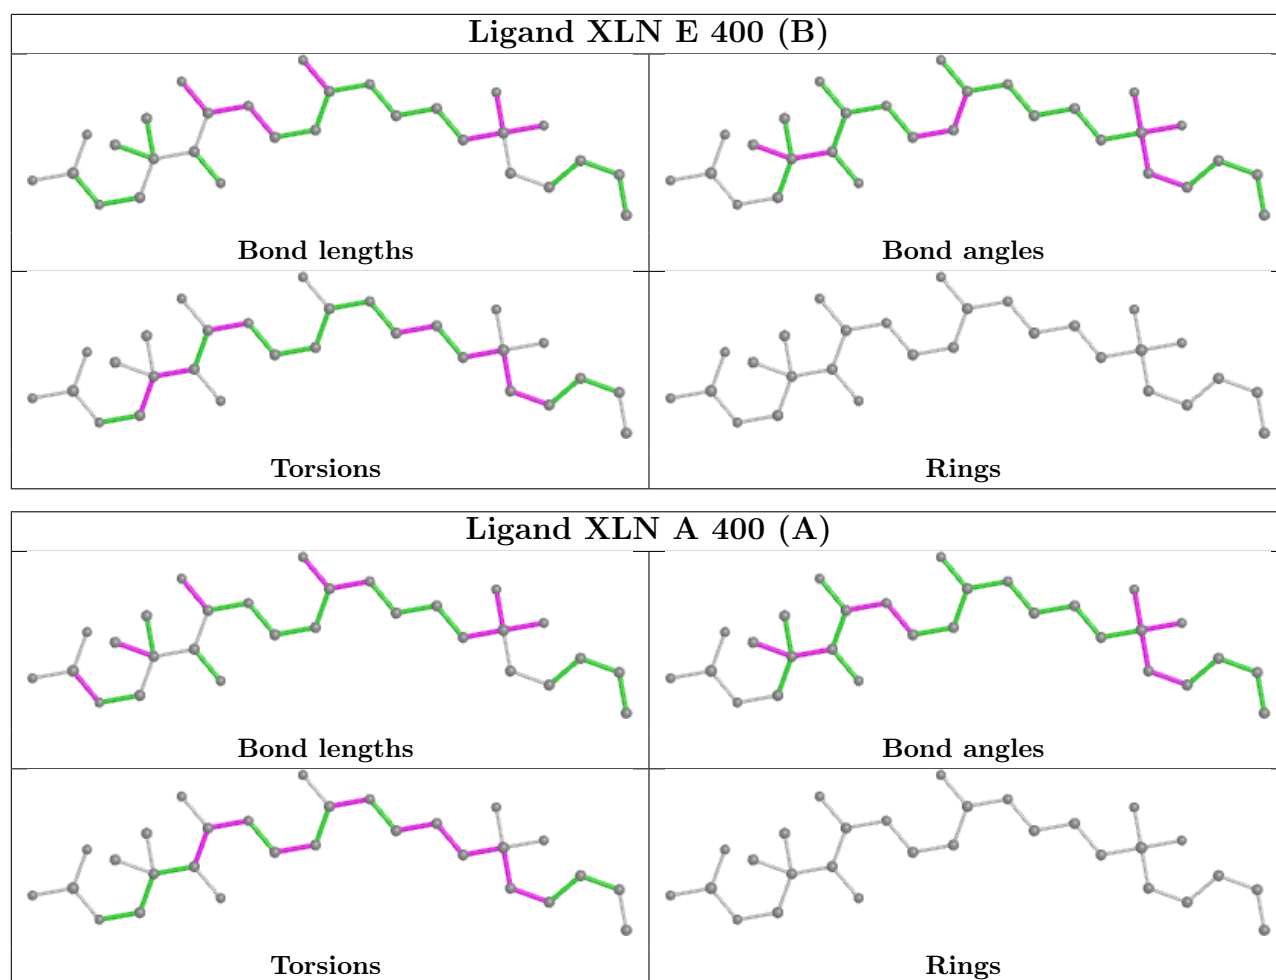 Ligand XLN E 400 (B)
Bond lengths
Bond angles
Torsions
Rings
Ligand XLN A 400 (A)
Bond lengths
Bond angles
Torsions
Rings